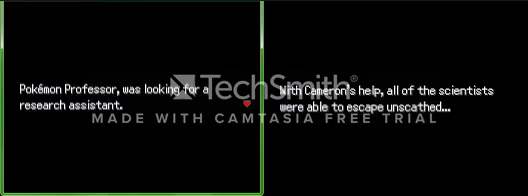 Pokémon Professor, was looking for a
research assistant.
With Cameron's help, all of the scientists
were able to escape unscathed...
TechSmith®
MADE WITH CAMTASIA FREE TRIAL